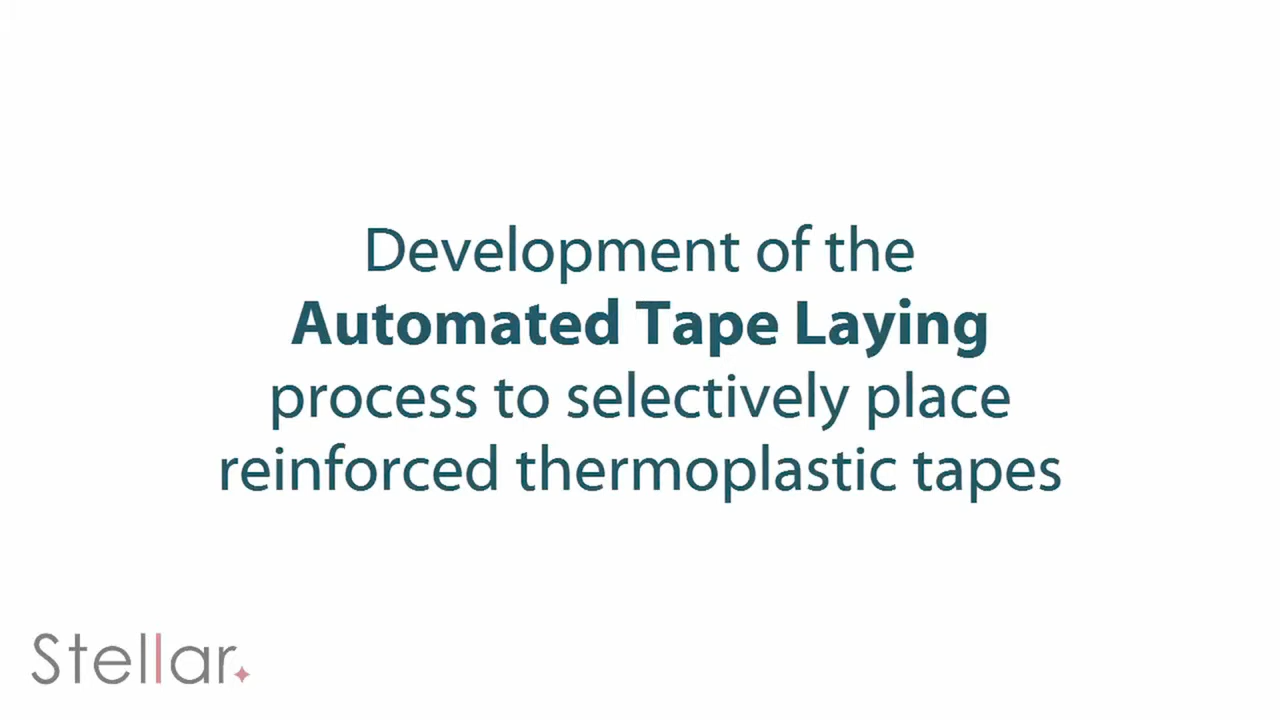 Development of the
Automated Tape Laying
process to selectively place
reinforced thermoplastic tapes
Stellar